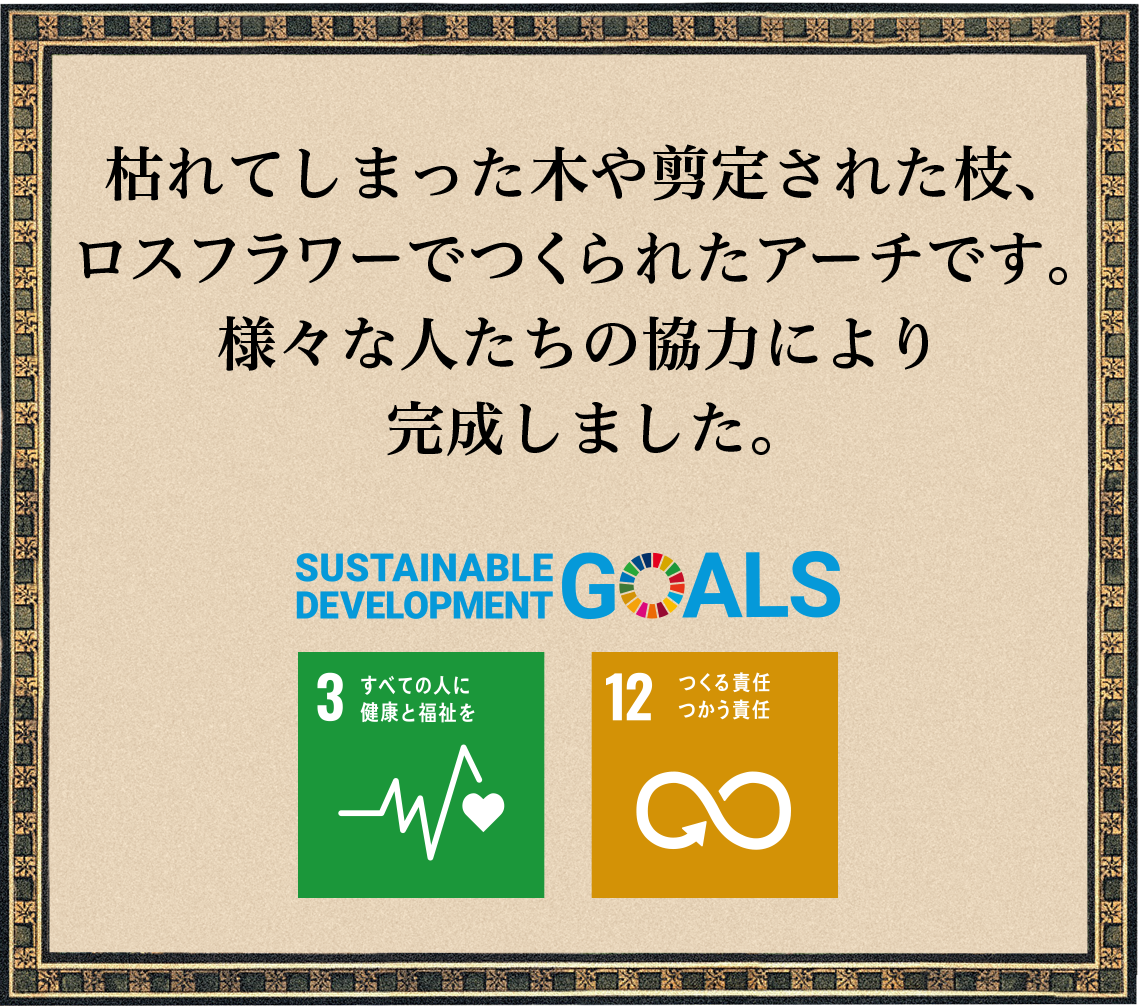 枯れてしまった木や剪定された枝、
ロスフラワーでつくられたアーチです。
様々な人たちの協力により
完成しました。
SUSTAINABLE
DEVELOPMENT
GOALS
3
すべての人に
健康と福祉を
12
つくる責任
つかう責任